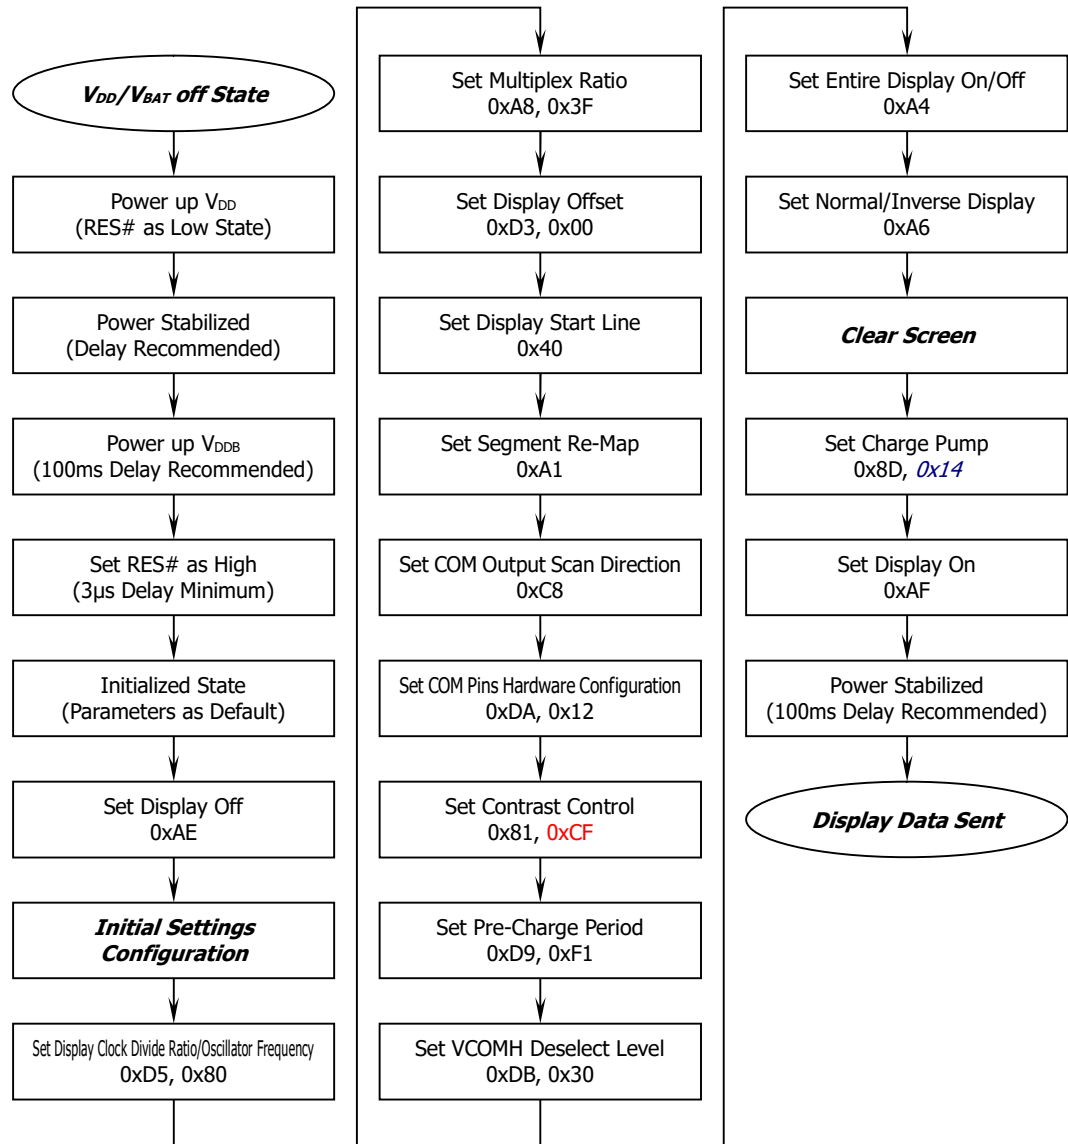 VDD/VBAT off State
Power up VDD
(RES# as Low State)
Power Stabilized
(Delay Recommended)
Power up VDDB
(100ms Delay Recommended)
Set RES# as High
(3μs Delay Minimum)
Initialized State
(Parameters as Default)
Set Display Off
0xAE
Initial Settings
Configuration
Set Display Clock Divide Ratio/Oscillator Frequency
0xD5, 0x80
Set Multiplex Ratio
0xA8, 0x3F
Set Display Offset
0xD3, 0x00
Set Display Start Line
0x40
Set Segment Re-Map
0xA1
Set COM Output Scan Direction
0xC8
Set COM Pins Hardware Configuration
0xDA, 0x12
Set Contrast Control
0x81, 0xCF
Set Pre-Charge Period
0xD9, 0xF1
Set VCOMH Deselect Level
0xDB, 0x30
Set Entire Display On/Off
0xA4
Set Normal/Inverse Display
0xA6
Clear Screen
Set Charge Pump
0x8D, 0x14
Set Display On
0xAF
Power Stabilized
(100ms Delay Recommended)
Display Data Sent